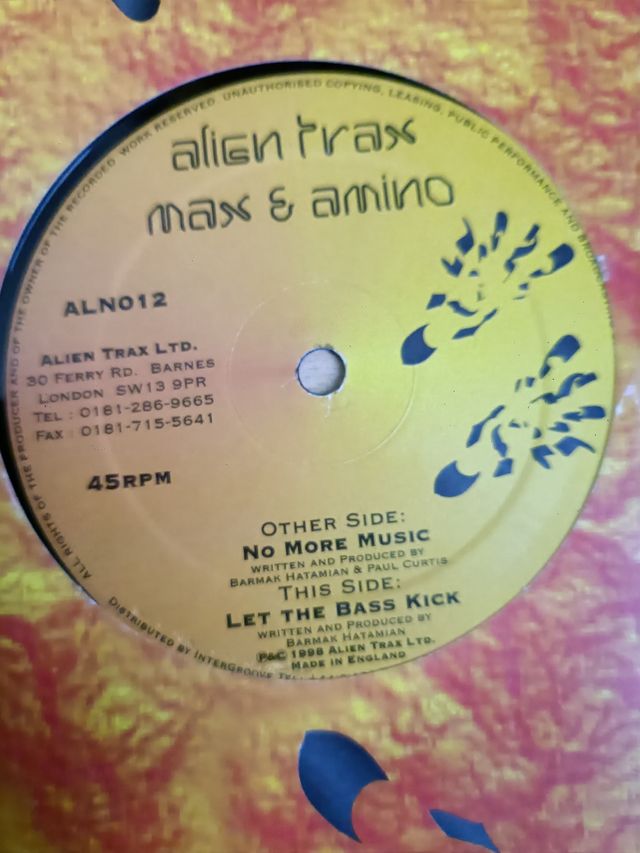 ALL RIGHTS OF THE PRODUCER AND OF THE OWNER OF THE RECORDED WORK RESERVED. UNAUTHORISED COPYING, LEASING, PUBLIC PERFORMANCE AND
alien trax
max & amino
ALN012
ALIEN TRAX LTD.
30 FERRY RD. BARNES
LONDON SW13 9PR
TEL : 0181-286-9665
FAX : 0181-715-5641
45RPM
OTHER SIDE:
NO MORE MUSIC
WRITTEN AND PRODUCED BY
BARMAK HATAMIAN & PAUL CURTIS
THIS SIDE:
LET THE BASS KICK
WRITTEN AND PRODUCED BY
BARMAK HATAMIAN
P&C 1998 ALIEN TRAX LTD.
MADE IN ENGLAND
DISTRIBUTED BY INTERGROOVE